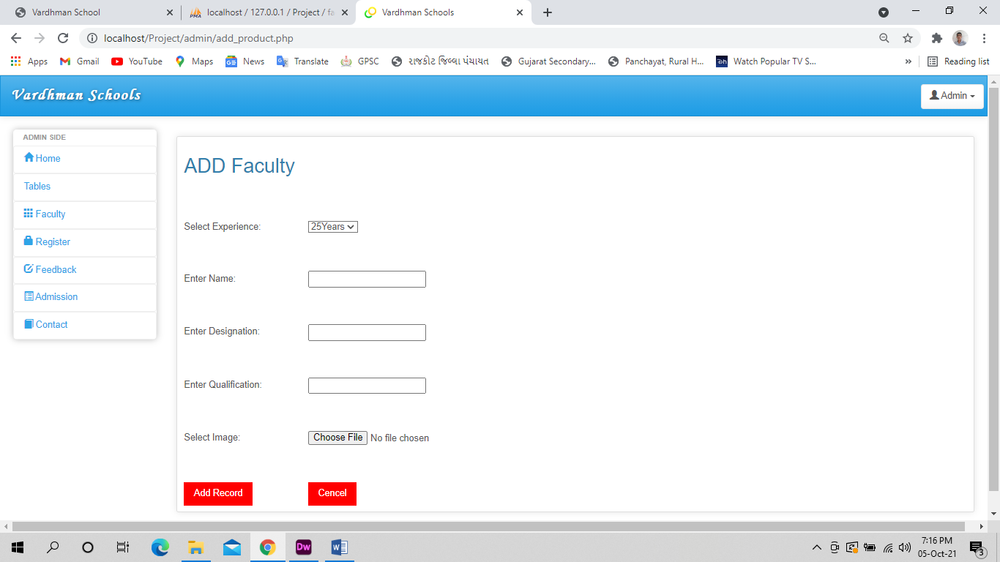 Vardhman School
localhost / 127.0.0.1 / Project / fa
Vardhman Schools
localhost/Project/admin/add_product.php
Apps
Gmail
YouTube
Maps
News
Translate
GPSC
રાજકોટ જિલ્લા પંચાયત
Gujarat Secondary...
Panchayat, Rural H...
Dh
Watch Popular TV S...
»
Reading list
Vardhman Schools
Admin
ADMIN SIDE
Home
Tables
Faculty
Register
Feedback
Admission
Contact
ADD Faculty
Select Experience:
25Years
Enter Name:
Enter Designation:
Enter Qualification:
Select Image:
Choose File No file chosen
Add Record
Cencel
Dw
7:16 PM
05-Oct-21
3